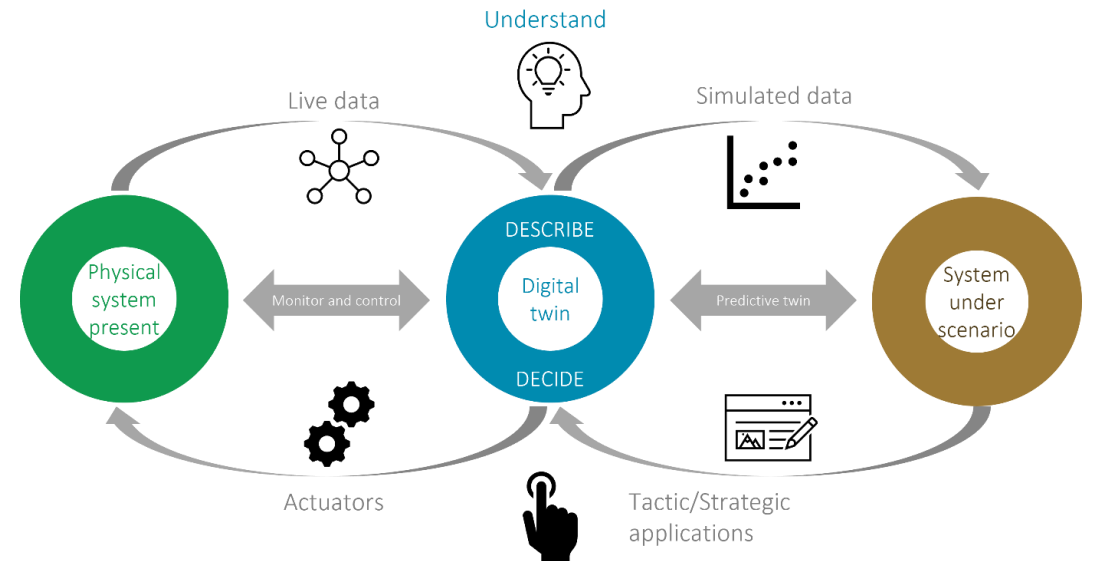 Understand
Live data
Simulated data
DESCRIBE
Physical
system
present
Monitor and control
Digital
twin
Predictive twin
System
under
scenario
DECIDE
Actuators
Tactic/Strategic
applications